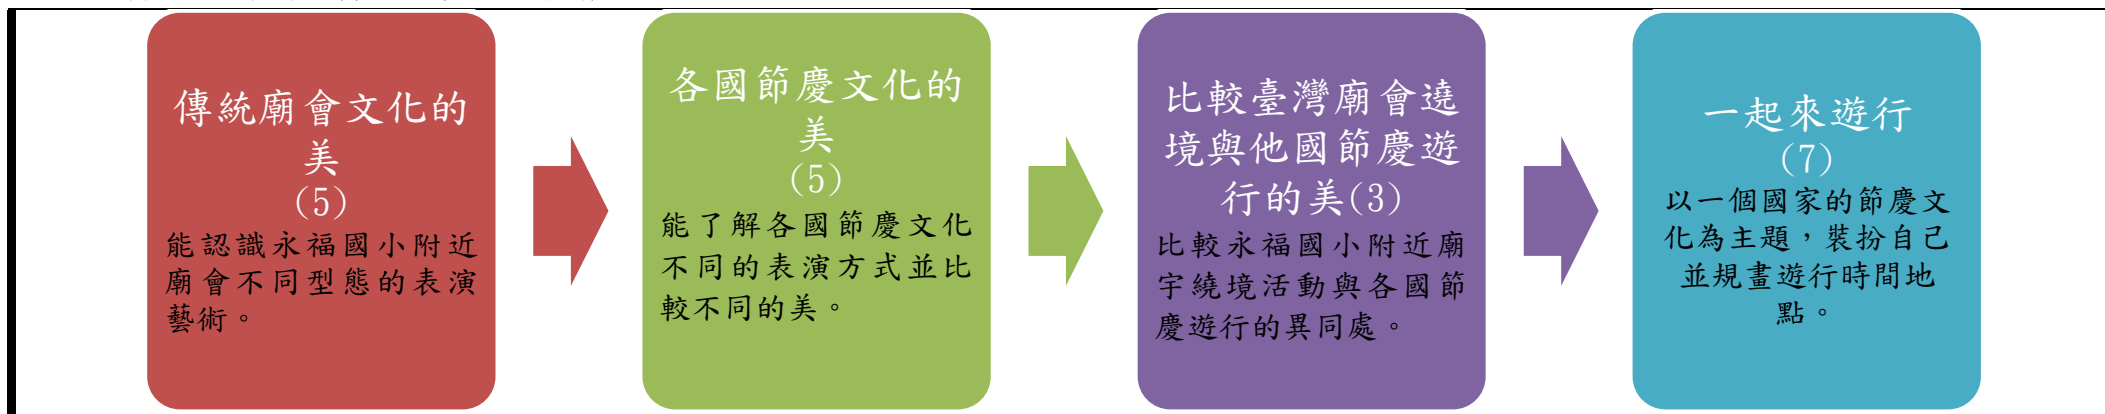 傳統廟會文化的
美
(5)
能認識永福國小附近
廟會不同型態的表演
藝術。
各國節慶文化的
美
(5)
能了解各國節慶文化
不同的表演方式並比
較不同的美。
比較臺灣廟會遶
境與他國節慶遊
行的美(3)
比較永福國小附近廟
宇繞境活動與各國節
慶遊行的異同處。
一起來遊行
(7)
以一個國家的節慶文
化為主題，裝扮自己
並規畫遊行時間地
點。